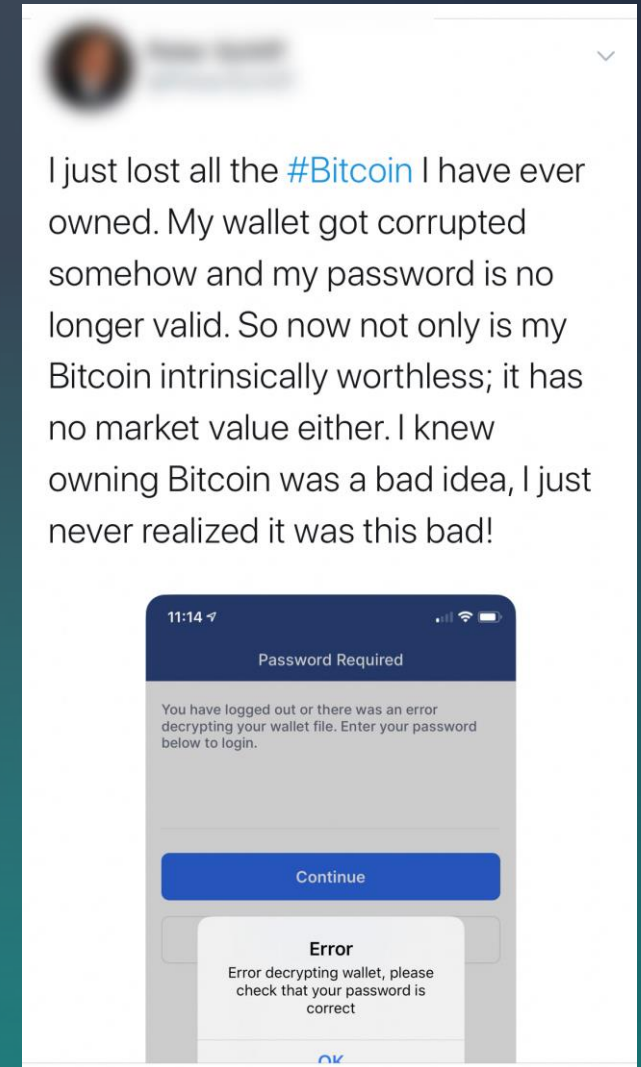 I just lost all the #Bitcoin I have ever
owned. My wallet got corrupted
somehow and my password is no
longer valid. So now not only is my
Bitcoin intrinsically worthless; it has
no market value either. I knew
owning Bitcoin was a bad idea, I just
never realized it was this bad!
11:14
Password Required
You have logged out or there was an error
decrypting your wallet file. Enter your password
below to login.
Continue
Error
Error decrypting wallet, please
check that your password is
correct
OK